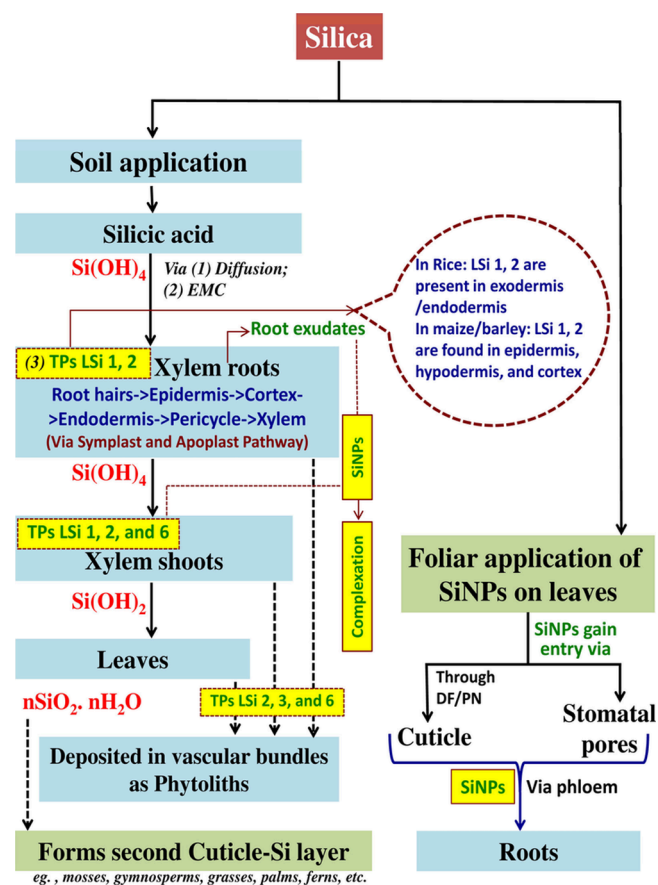 Silica
Soil application
Silicic acid
Si(OH)4
Via (1) Diffusion;
(2) EMC
In Rice: LSi 1, 2 are
present in exodermis
/endodermis
In maize/barley: LSi 1, 2
are found in epidermis,
hypodermis, and cortex
Root exudates
(3) TPs LSi 1, 2
Xylem roots
Root hairs->Epidermis->Cortex-
>Endodermis->Pericycle->Xylem
(Via Symplast and Apoplast Pathway)
SiNPs
Si(OH)4
TPs LSi 1, 2, and 6
Xylem shoots
Complexation
Si(OH)2
Leaves
nSiO2. nH2O
TPs LSi 2, 3, and 6
Deposited in vascular bundles
as Phytoliths
Forms second Cuticle-Si layer
eg. , mosses, gymnosperms, grasses, palms, ferns, etc.
Foliar application of
SiNPs on leaves
SiNPs gain
entry via
Through
DF/PN
Cuticle
Stomatal
pores
SiNPs
Via phloem
Roots